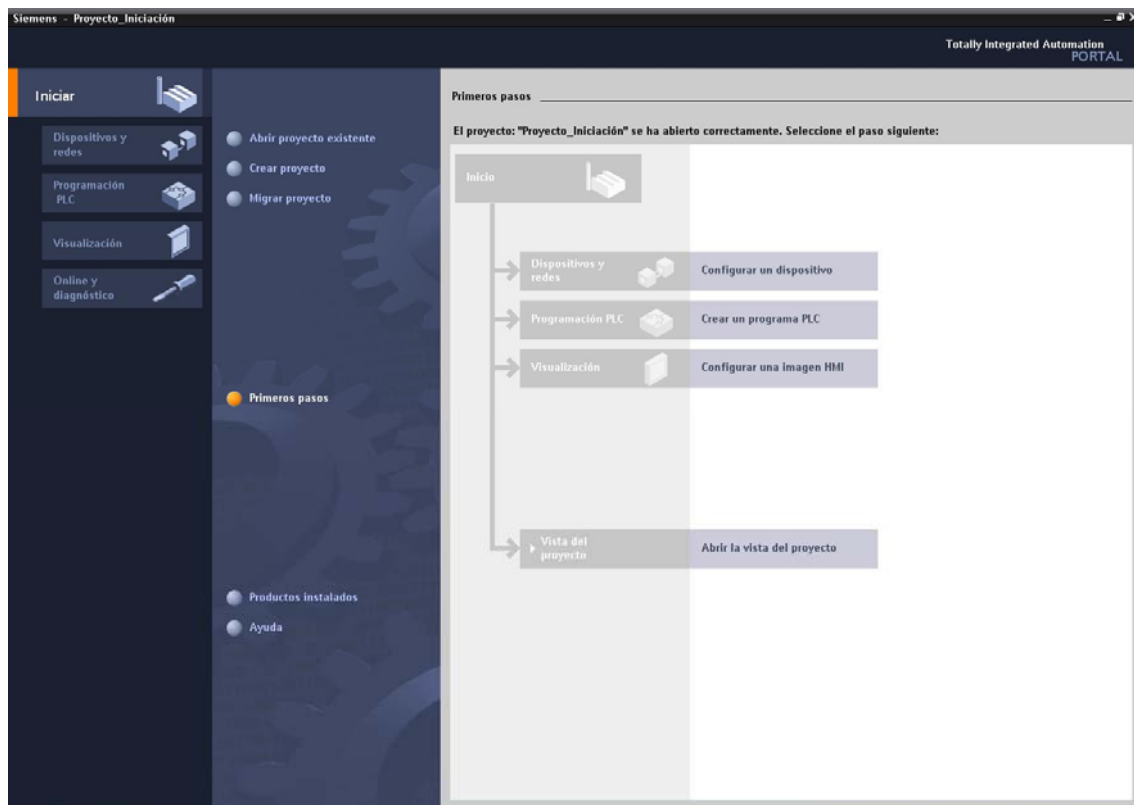 Siemens - Proyecto_Iniciación
Totally Integrated Automation
PORTAL
Iniciar
Dispositivos y
redes
Programación
PLC
Visualización
Online y
diagnóstico
Abrir proyecto existente
Crear proyecto
Migrar proyecto
Primeros pasos
Productos instalados
Ayuda
Primeros pasos
El proyecto: "Proyecto_Iniciación" se ha abierto correctamente. Seleccione el paso siguiente:
Inicio
Dispositivos y
redes
Configurar un dispositivo
Programación PLC
Crear un programa PLC
Visualización
Configurar una imagen HMI
Vista del
proyecto
Abrir la vista del proyecto